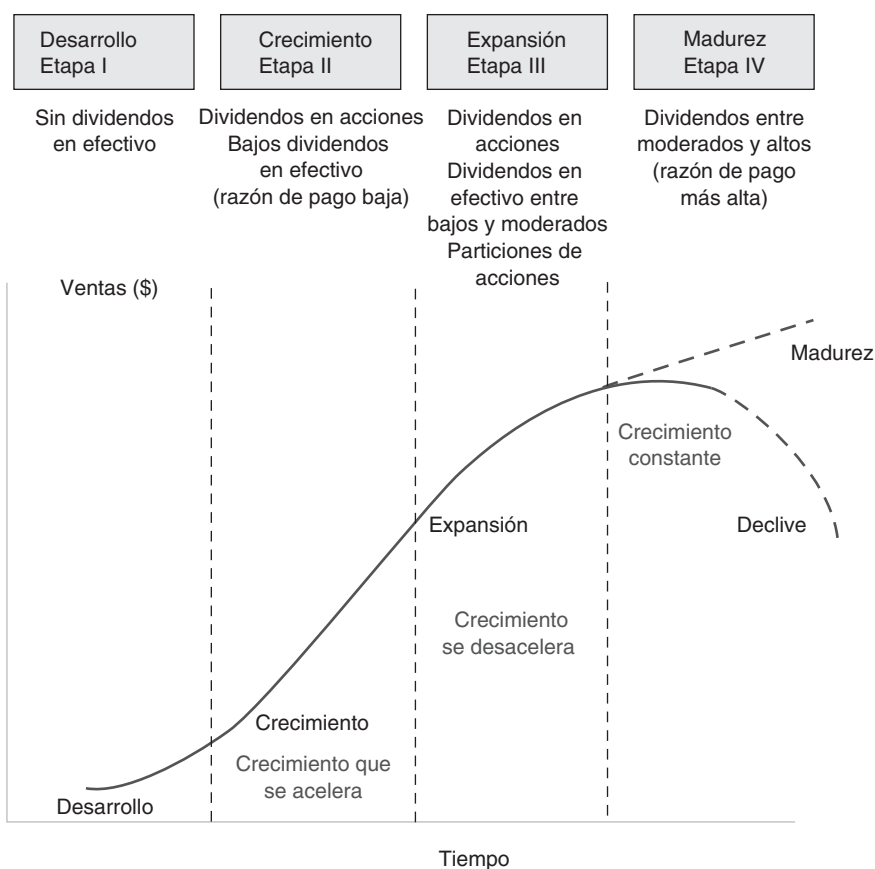 Desarrollo
Etapa I
Crecimiento
Etapa II
Expansión
Etapa III
Madurez
Etapa IV
Sin dividendos
en efectivo
Dividendos en acciones
Bajos dividendos
en efectivo
(razón de pago baja)
Dividendos en
acciones
Dividendos en
efectivo entre
bajos y moderados
Particiones de
acciones
Dividendos entre
moderados y altos
(razón de pago
más alta)
Ventas ($)
Madurez
Crecimiento
constante
Expansión
Declive
Crecimiento
se desacelera
Crecimiento
Crecimiento que
se acelera
Desarrollo
Tiempo